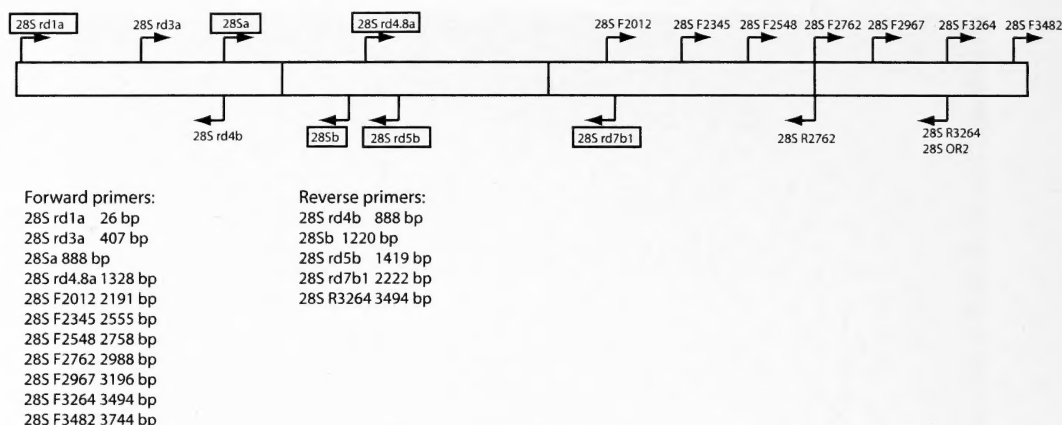 28S rd1a 28S rd3a 28Sa 28S rd4.8a 28S F2012 28S F2345 28S F2548 28S F2762 28S F2967 28S F3264 28S F3482
28S rd4b 28Sb 28S rd5b 28S rd7b1 28S R2762 28S R3264
28S OR2
Forward primers:
28S rd1a 26 bp
28S rd3a 407 bp
28Sa 888 bp
28S rd4.8a 1328 bp
28S F2012 2191 bp
28S F2345 2555 bp
28S F2548 2758 bp
28S F2762 2988 bp
28S F2967 3196 bp
28S F3264 3494 bp
28S F3482 3744 bp
Reverse primers:
28S rd4b 888 bp
28Sb 1220 bp
28S rd5b 1419 bp
28S rd7b1 2222 bp
28S R3264 3494 bp